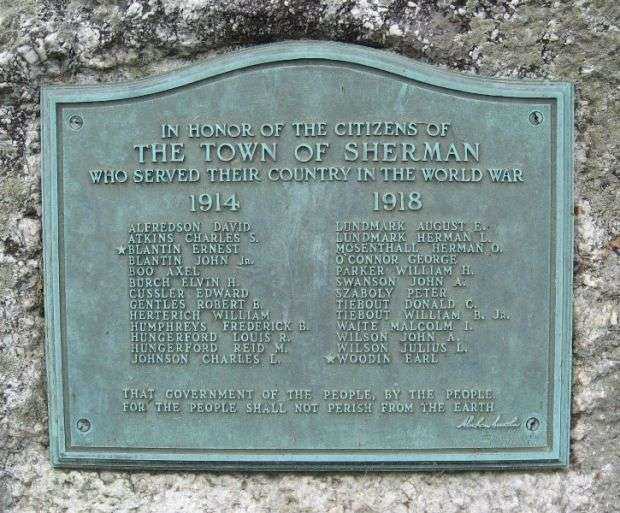 IN HONOR OF THE CITIZENS OF
THE TOWN OF SHERMAN
WHO SERVED THEIR COUNTRY IN THE WORLD WAR
1914 1918
ALFREDSON DAVID
ATKINS CHARLES S.
★BLANTIN ERNEST
BLANTIN JOHN JR.
BOO AXEL
BURCH ELVIN H.
CUSSLER EDWARD
GENTLES ROBERT B.
HERTERICH WILLIAM
HUMPHREYS FREDERICK B.
HUNGERFORD LOUIS R.
HUNGERFORD REID M.
JOHNSON CHARLES L.
LUNDMARK AUGUST E.
LUNDMARK HERMAN L.
MOSENTHALL HERMAN O.
O'CONNOR GEORGE
PARKER WILLIAM H.
SWANSON JOHN A.
SZABOLY PETER
TIEBOUT DONALD C.
TIEBOUT WILLIAM B. JR.
WAITE MALCOLM I.
WILSON JOHN A.
WILSON JULIUS L.
★WOODIN EARL
THAT GOVERNMENT OF THE PEOPLE, BY THE PEOPLE
FOR THE PEOPLE SHALL NOT PERISH FROM THE EARTH